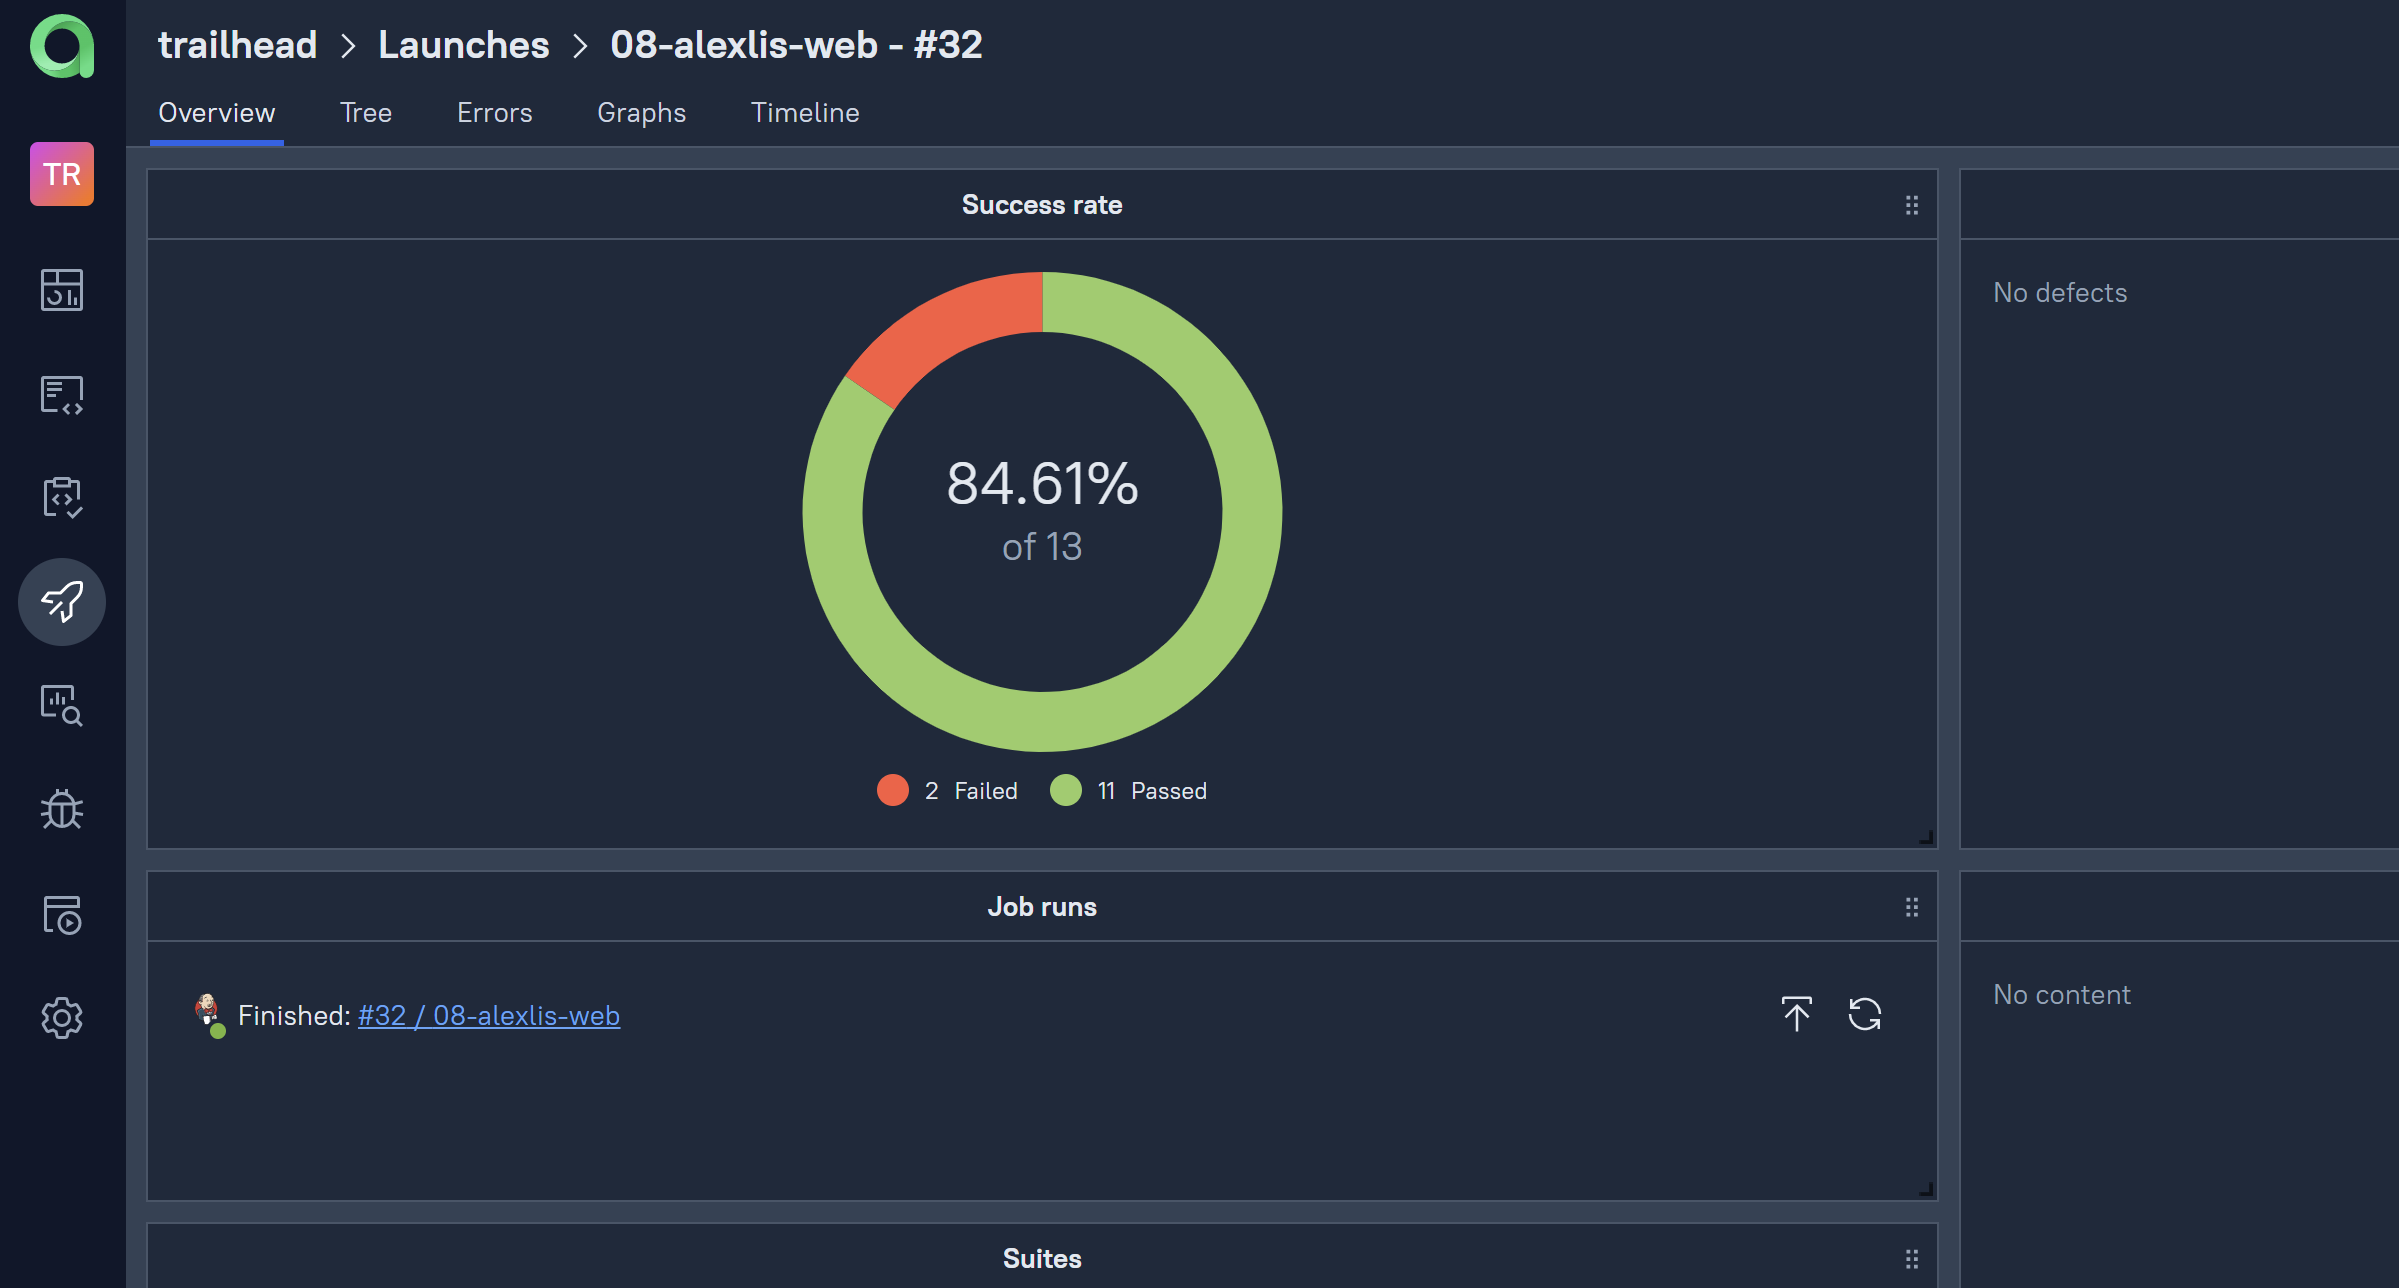 trailhead > Launches > 08-alexlis-web - #32
Overview Tree Errors Graphs Timeline
TR
Success rate
84.61%
of 13
2 Failed 11 Passed
No defects
Job runs
Finished: #32 / 08-alexlis-web
No content
Suites